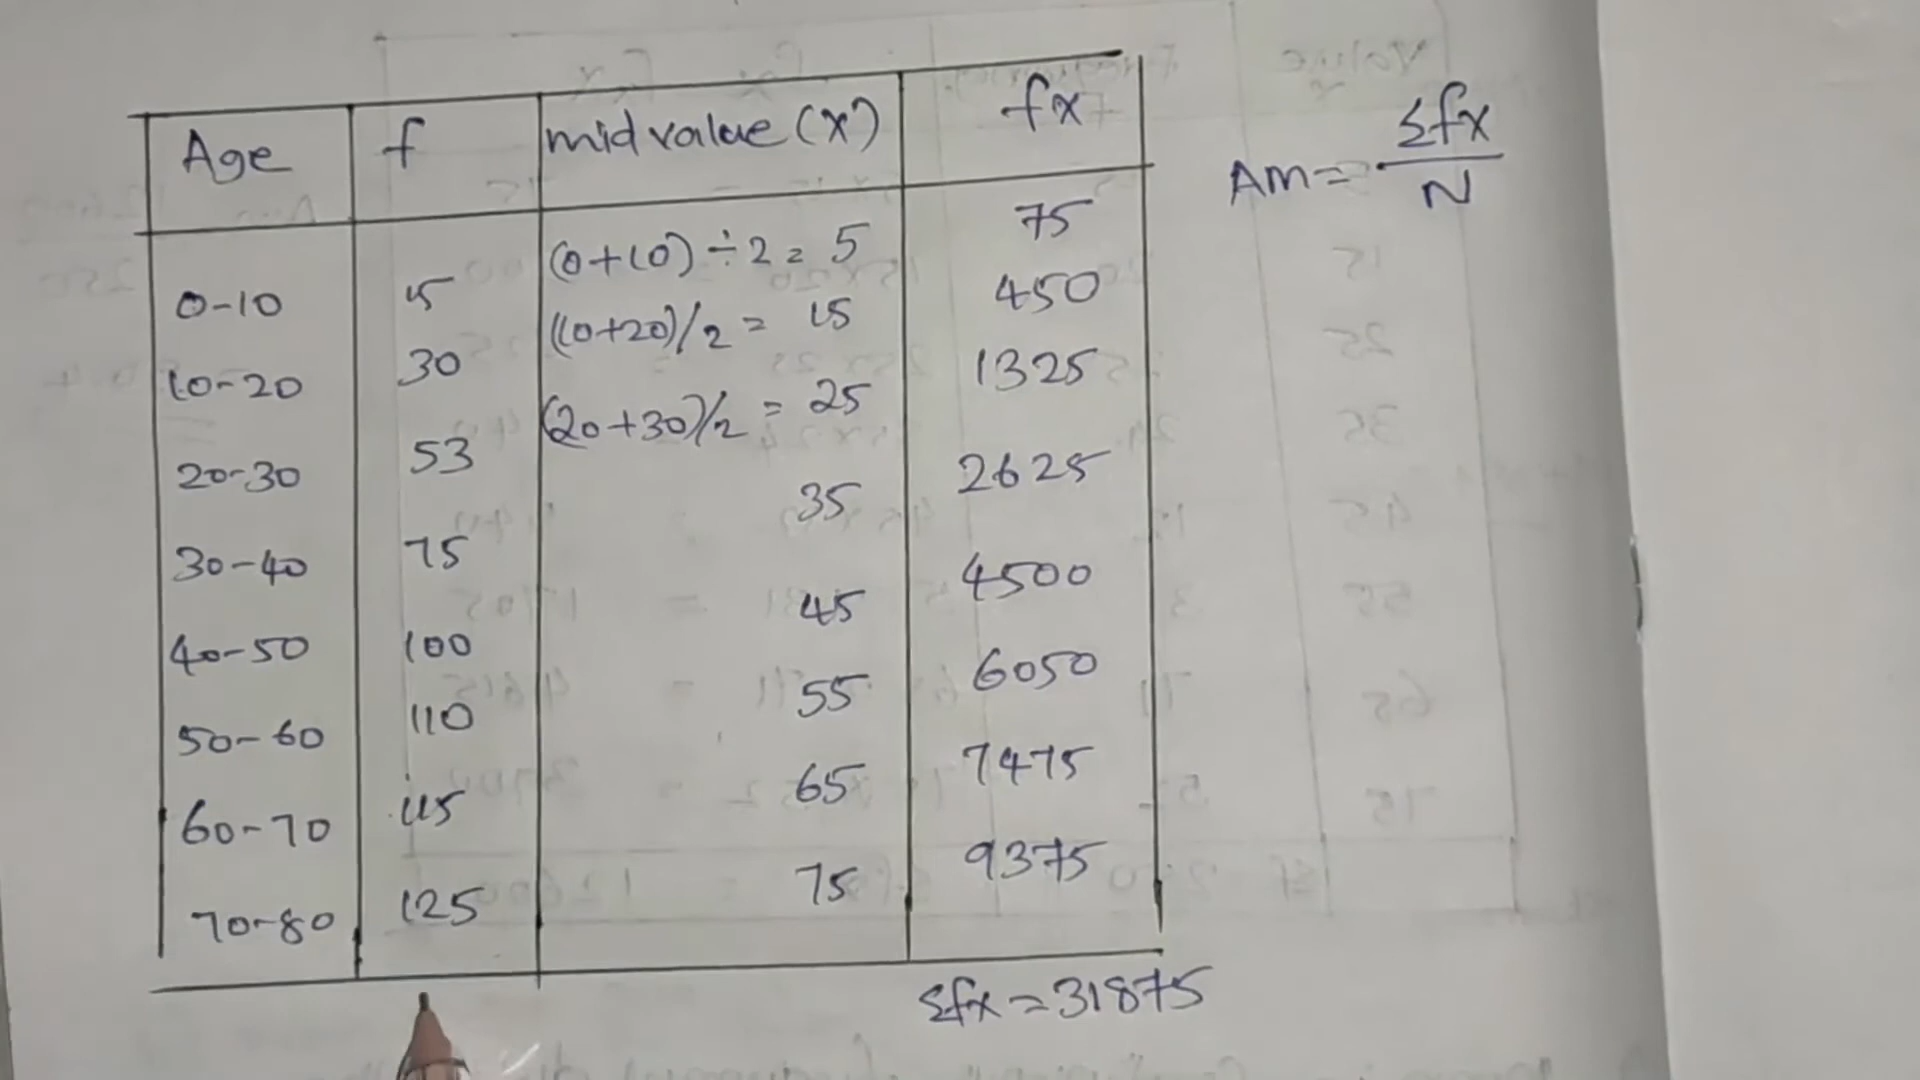 Age f mid value (x) fx
AM = Σfx / N
0-10 15 (0+10) ÷ 2 = 5 75
10-20 30 (10+20)/2 = 15 450
20-30 53 (20+30)/2 = 25 1325
30-40 75 35 2625
40-50 100 45 4500
50-60 110 55 6050
60-70 115 65 7475
70-80 125 75 9375
Σfx = 31875